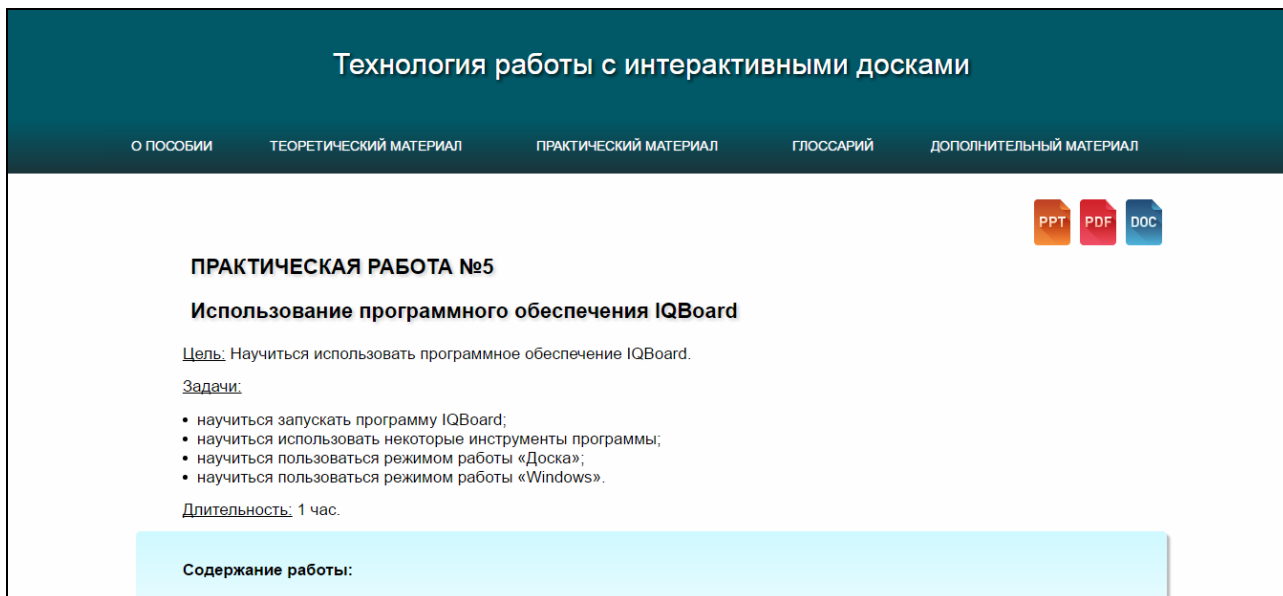 Технология работы с интерактивными досками
О ПОСОБИИ ТЕОРЕТИЧЕСКИЙ МАТЕРИАЛ ПРАКТИЧЕСКИЙ МАТЕРИАЛ ГЛОССАРИЙ ДОПОЛНИТЕЛЬНЫЙ МАТЕРИАЛ
PPT PDF DOC
ПРАКТИЧЕСКАЯ РАБОТА №5
Использование программного обеспечения IQBoard
Цель: Научиться использовать программное обеспечение IQBoard.
Задачи:
• научиться запускать программу IQBoard;
• научиться использовать некоторые инструменты программы;
• научиться пользоваться режимом работы «Доска»;
• научиться пользоваться режимом работы «Windows».
Длительность: 1 час.
Содержание работы: